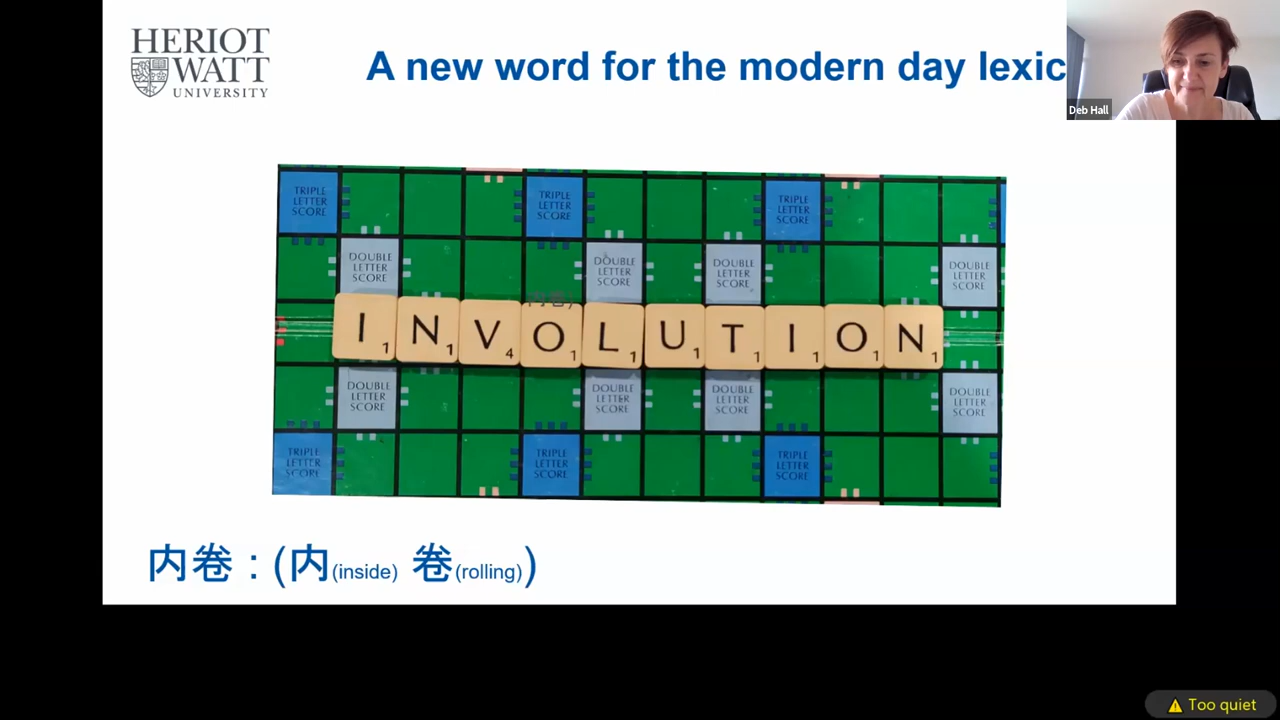 HERIOT
WATT
UNIVERSITY
A new word for the modern day lexic
Deb Hall
TRIPLE LETTER SCORE
TRIPLE LETTER SCORE
TRIPLE LETTER SCORE
DOUBLE LETTER SCORE
DOUBLE LETTER SCORE
DOUBLE LETTER SCORE
DOUBLE LETTER SCORE
I1 N1 V4 O1 L1 U1 T1 I1 O1 N1
DOUBLE LETTER SCORE
DOUBLE LETTER SCORE
DOUBLE LETTER SCORE
DOUBLE LETTER SCORE
TRIPLE LETTER SCORE
TRIPLE LETTER SCORE
TRIPLE LETTER SCORE
内卷 : (内(inside) 卷(rolling))
Too quiet